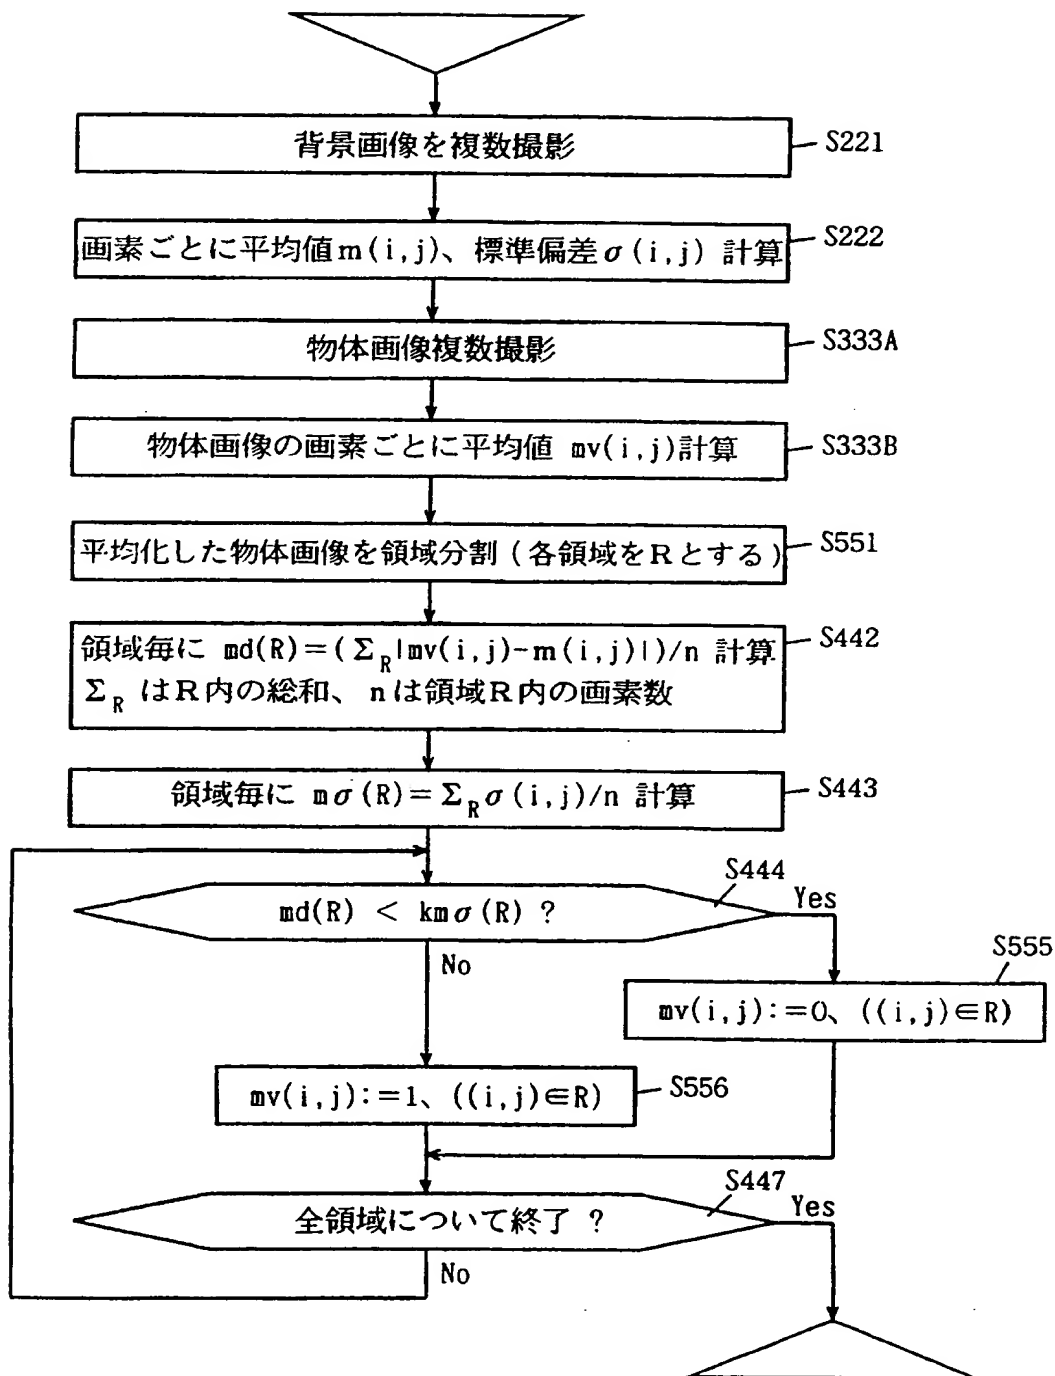 背景画像を複数撮影
S221
画素ごとに平均値m(i,j)、標準偏差σ(i,j) 計算
S222
物体画像複数撮影
S333A
物体画像の画素ごとに平均値 mv(i,j)計算
S333B
平均化した物体画像を領域分割(各領域をRとする)
S551
領域毎に md(R)=(Σ_R|mv(i,j)-m(i,j)|)/n 計算
Σ_R はR内の総和、nは領域R内の画素数
S442
領域毎に mσ(R)=Σ_Rσ(i,j)/n 計算
S443
S444
md(R) < kmσ(R) ?
Yes
No
S555
mv(i,j):=0、((i,j)∈R)
mv(i,j):=1、((i,j)∈R)
S556
S447
全領域について終了 ?
Yes
No